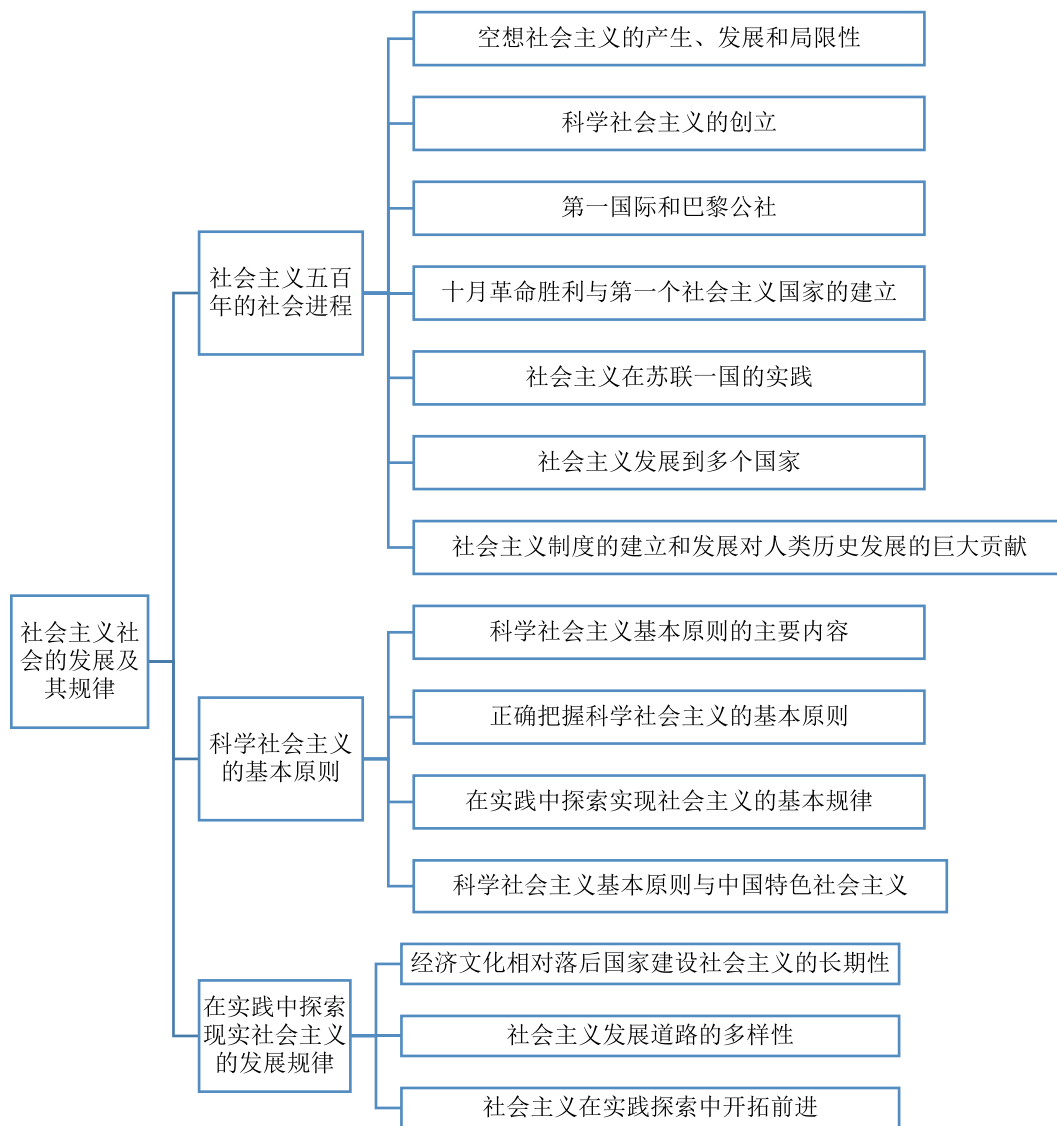 社会主义社
会的发展及
其规律
社会主义五百
年的社会进程
空想社会主义的产生、发展和局限性
科学社会主义的创立
第一国际和巴黎公社
十月革命胜利与第一个社会主义国家的建立
社会主义在苏联一国的实践
社会主义发展到多个国家
社会主义制度的建立和发展对人类历史发展的巨大贡献
科学社会主义
的基本原则
科学社会主义基本原则的主要内容
正确把握科学社会主义的基本原则
在实践中探索实现社会主义的基本规律
科学社会主义基本原则与中国特色社会主义
在实践中探索
现实社会主义
的发展规律
经济文化相对落后国家建设社会主义的长期性
社会主义发展道路的多样性
社会主义在实践探索中开拓前进